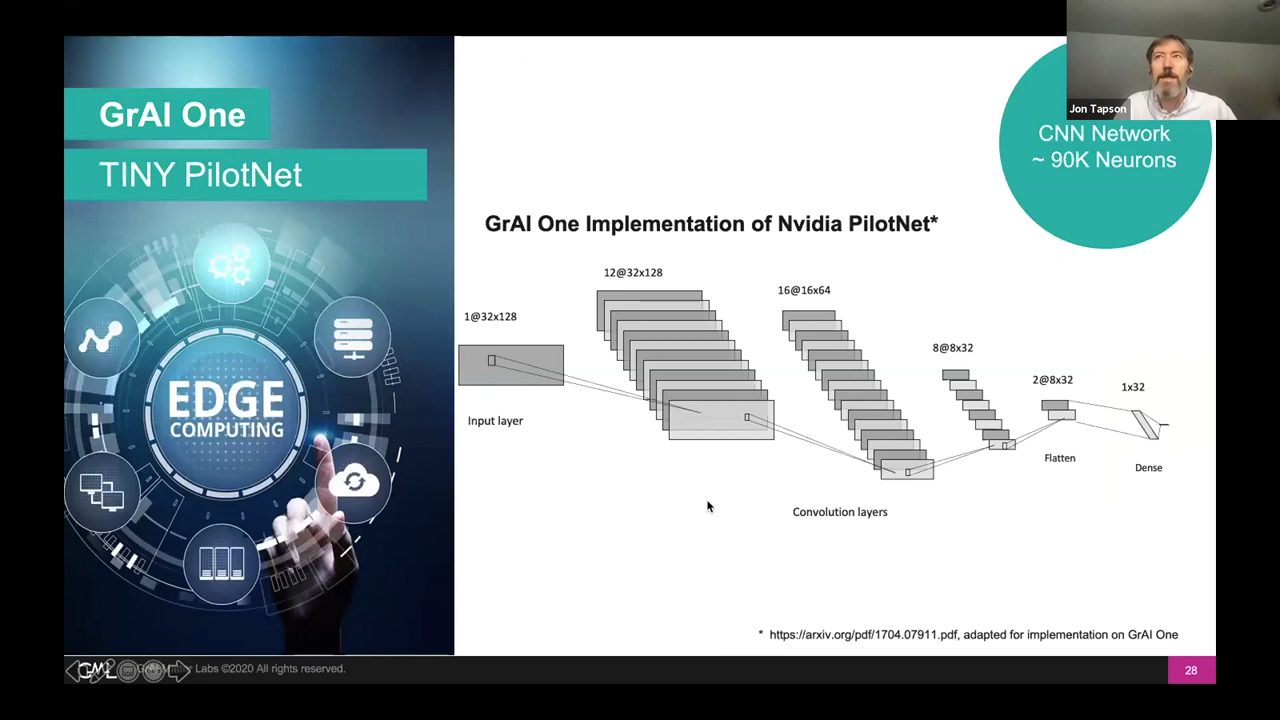 GrAI One
TINY PilotNet
EDGE
COMPUTING
Jon Tapson
CNN Network
~ 90K Neurons
GrAI One Implementation of Nvidia PilotNet*
1@32x128
12@32x128
16@16x64
8@8x32
2@8x32
1x32
Input layer
Convolution layers
Flatten
Dense
* https://arxiv.org/pdf/1704.07911.pdf, adapted for implementation on GrAI One
Labs ©2020 All rights reserved.
28